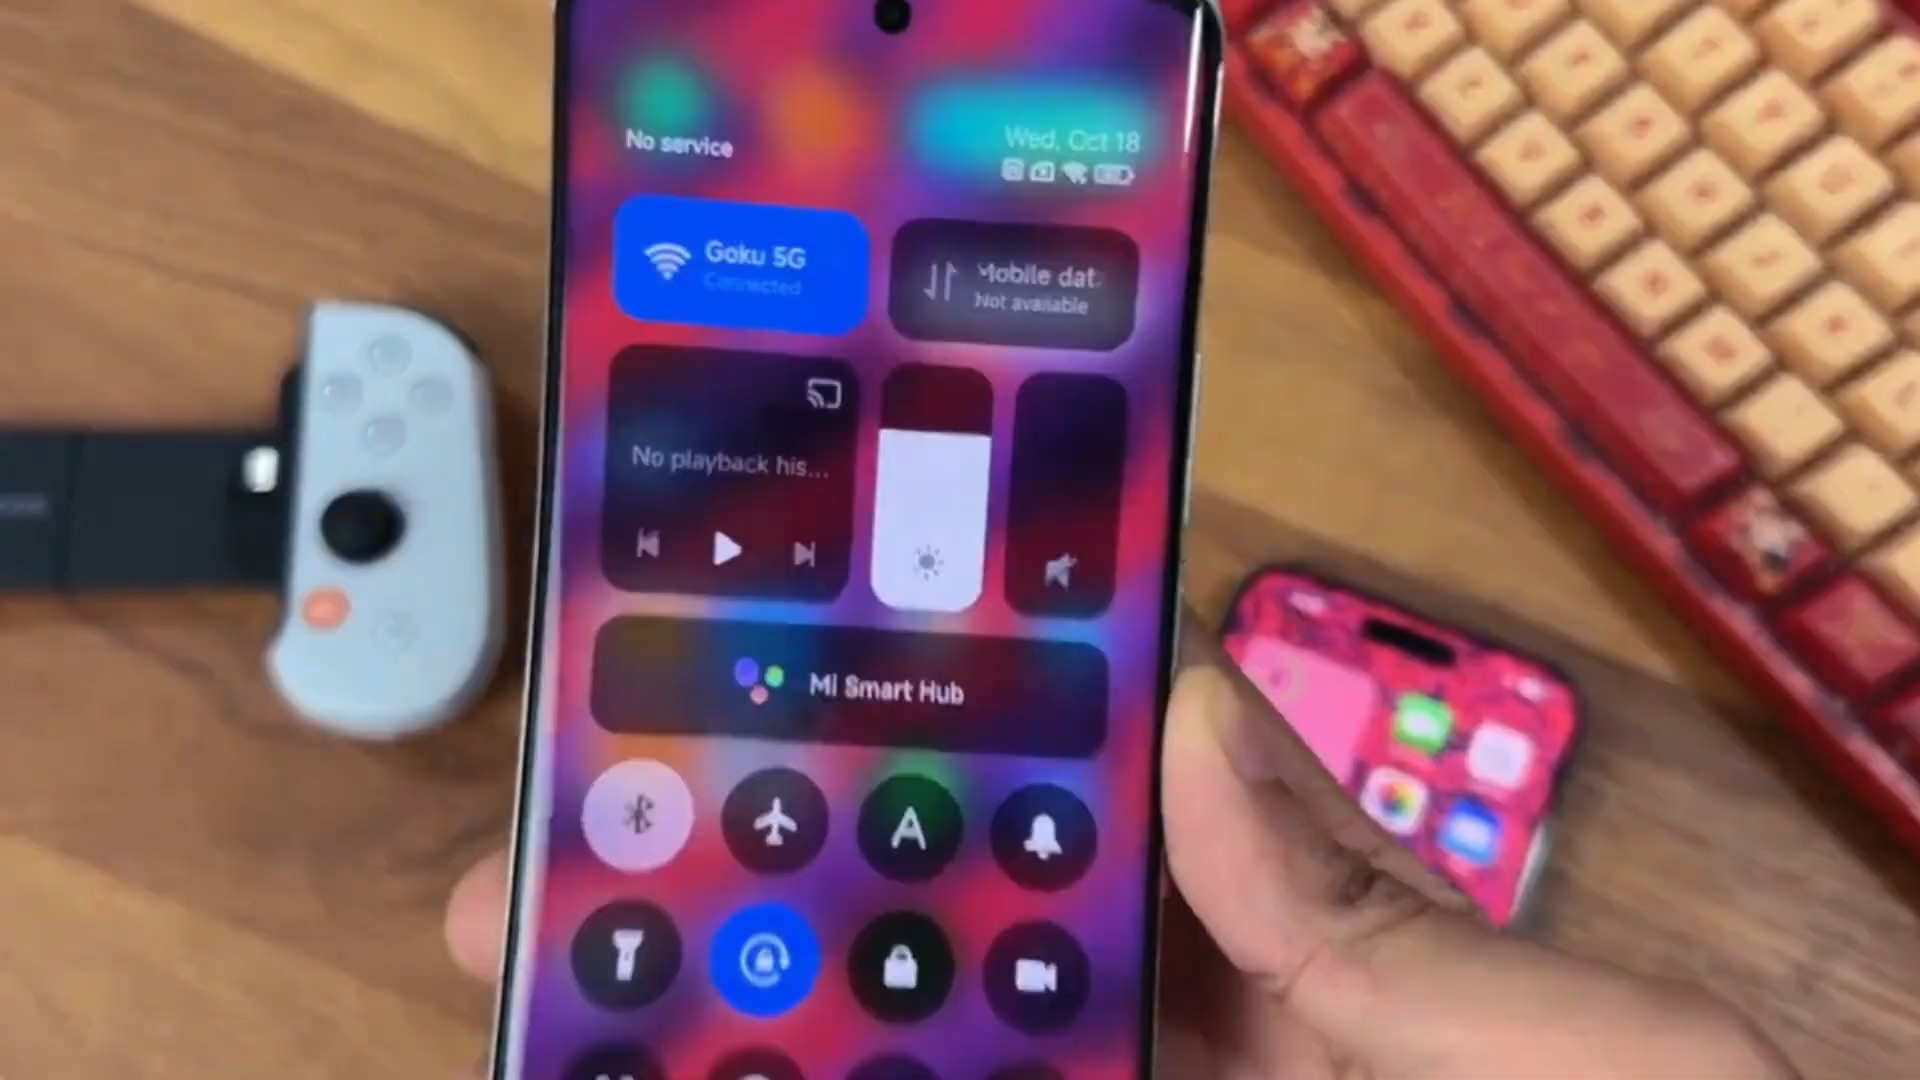 No service
Wed, Oct 18
Goku 5G
Connected
Mobile dat
Not available
No playback his...
Mi Smart Hub
A